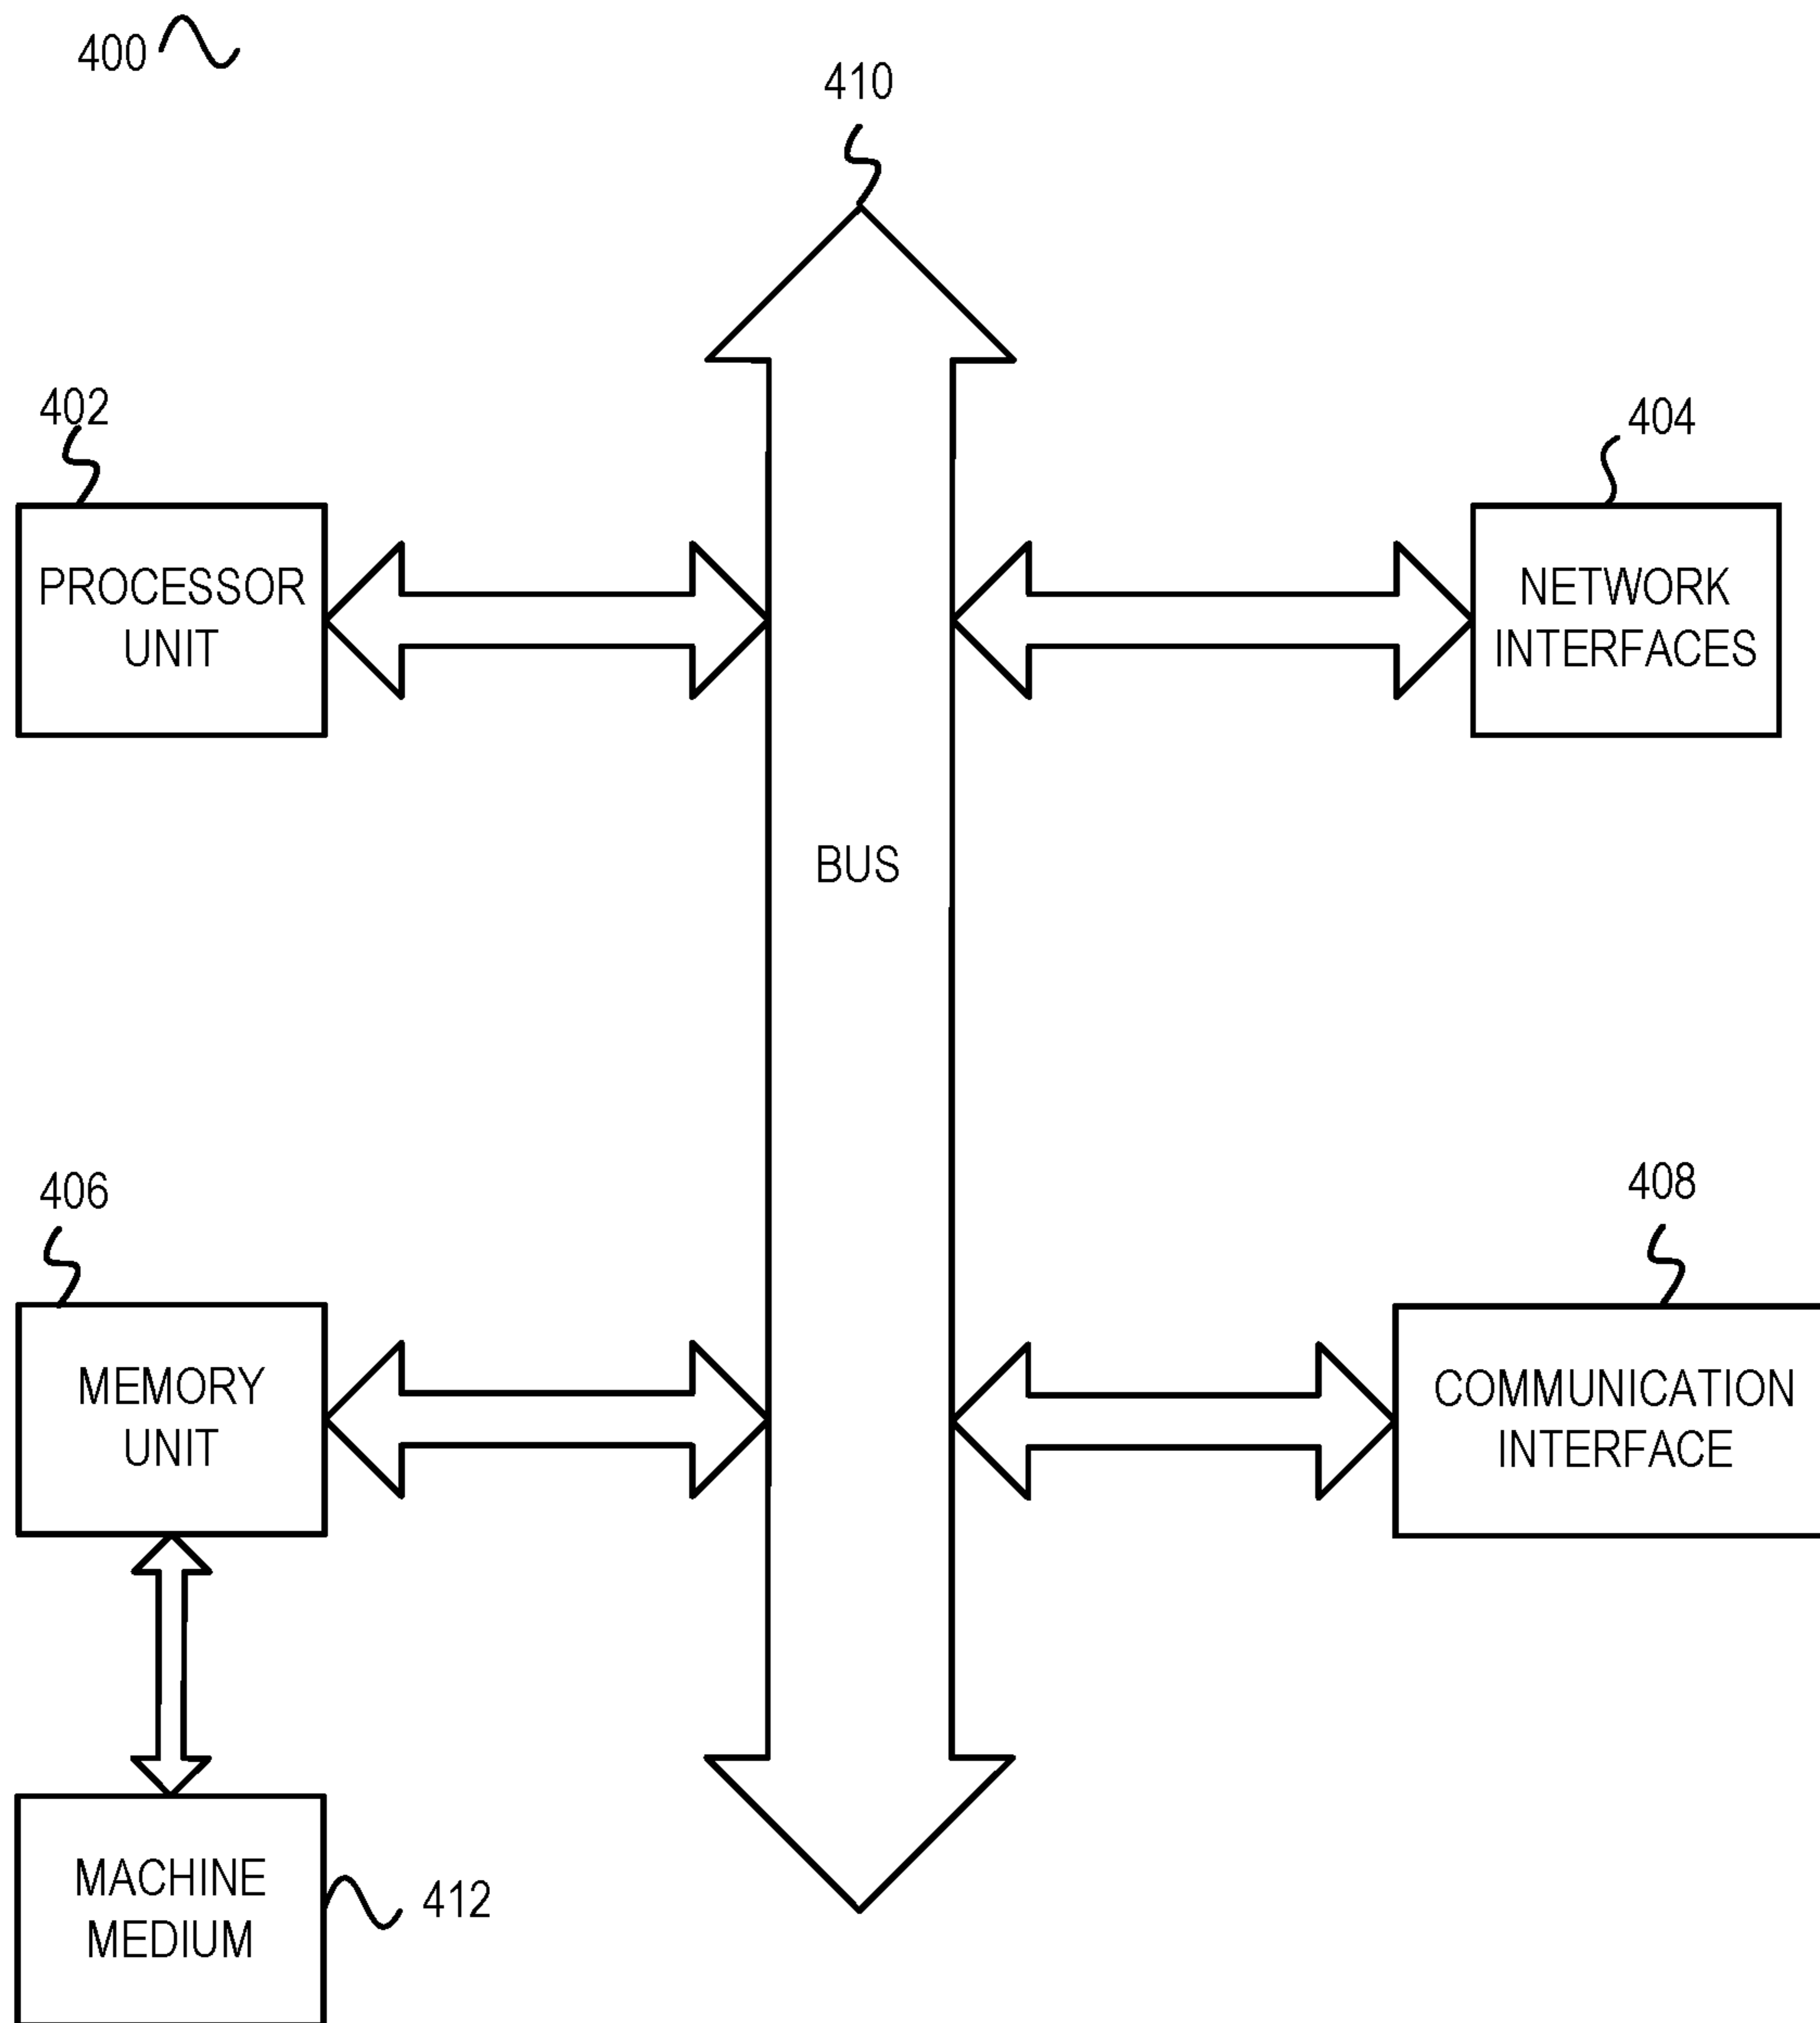 400
410
402
404
PROCESSOR
UNIT
NETWORK
INTERFACES
BUS
406
408
MEMORY
UNIT
COMMUNICATION
INTERFACE
MACHINE
MEDIUM
412